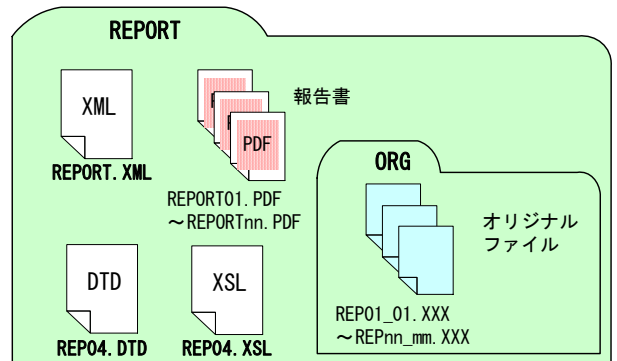 REPORT
XML
REPORT.XML
PDF
報告書
REPORT01.PDF
～REPORTnn.PDF
DTD
REP04.DTD
XSL
REP04.XSL
ORG
オリジナル
ファイル
REP01_01.XXX
～REPnn_mm.XXX